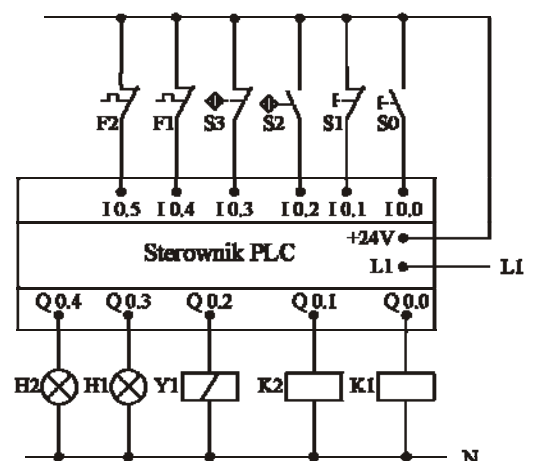 F2 F1 S3 S2 S1 S0
I 0.5 I 0.4 I 0.3 I 0.2 I 0.1 I 0.0
+24V
Sterownik PLC
L1 L1
Q 0.4 Q 0.3 Q 0.2 Q 0.1 Q 0.0
H2 H1 Y1 K2 K1
N